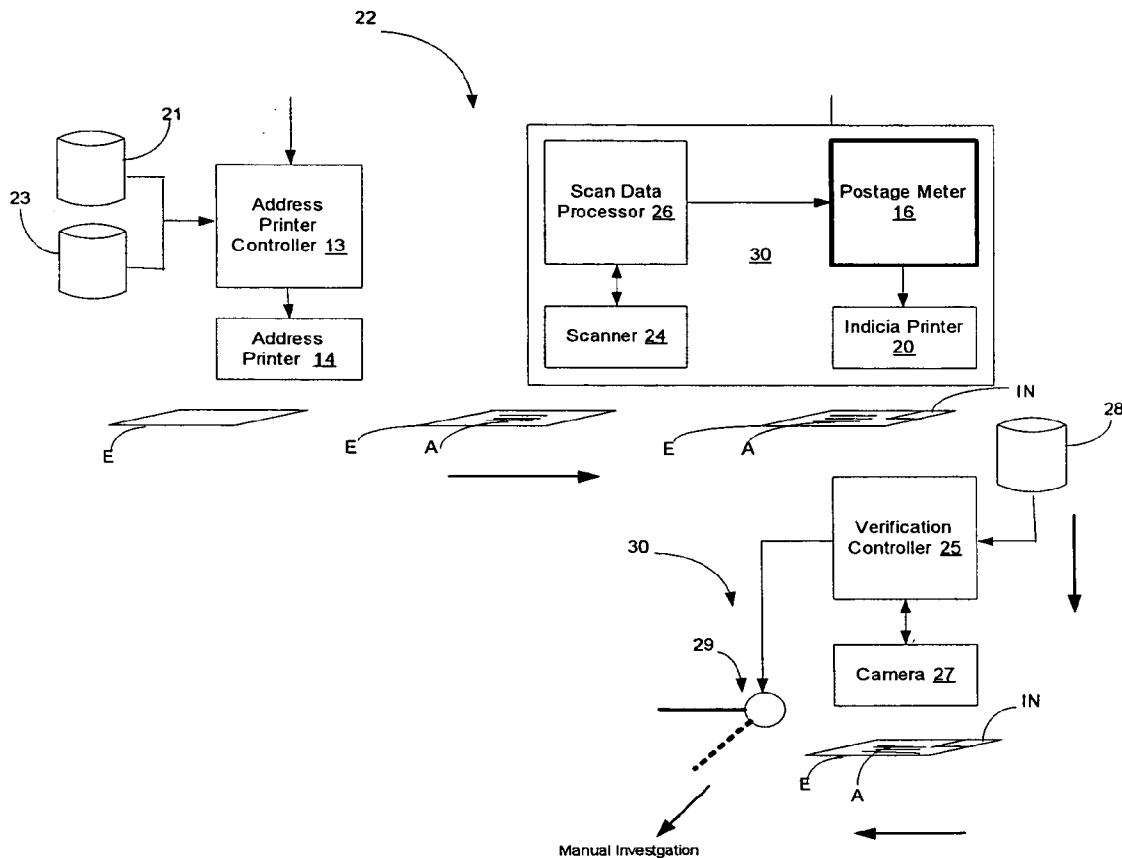 22
21
23
Address
Printer
Controller 13
Address
Printer 14
Scan Data
Processor 26
Postage Meter
16
30
Scanner 24
Indicia Printer
20
E
E
A
E
A
IN
28
Verification
Controller 25
30
29
Camera 27
IN
E
A
Manual Investgation